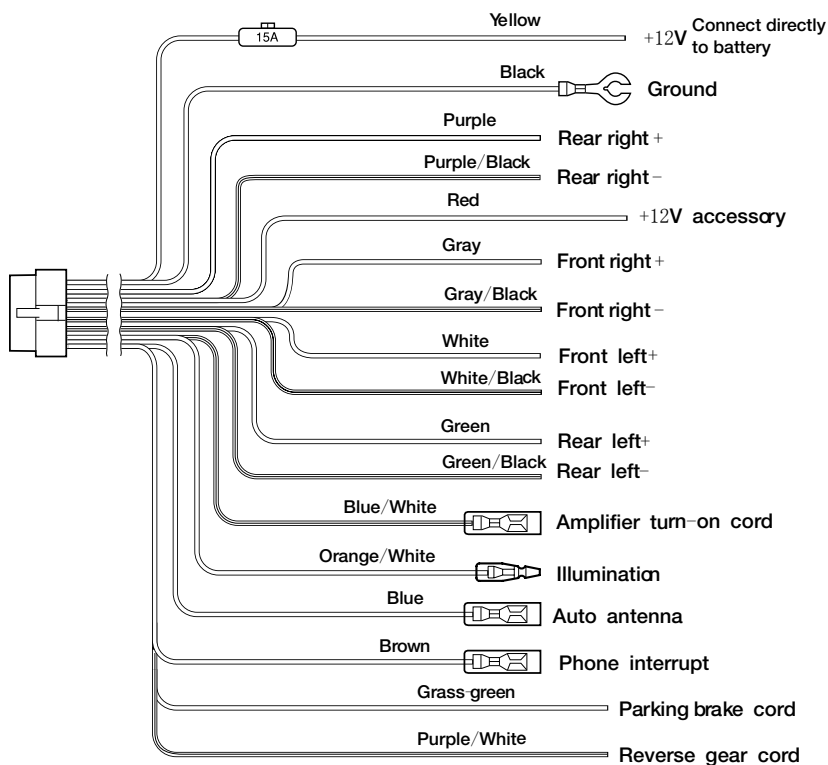 Yellow
15A
+12V Connect directly
to battery
Black
Ground
Purple
Rear right+
Purple/Black
Rear right-
Red
+12V accessory
Gray
Front right+
Gray/Black
Front right-
White
Front left+
White/Black
Front left-
Green
Rear left+
Green/Black
Rear left-
Blue/White
Amplifier turn-on cord
Orange/White
Illumination
Blue
Auto antenna
Brown
Phone interrupt
Grass-green
Parking brake cord
Purple/White
Reverse gear cord